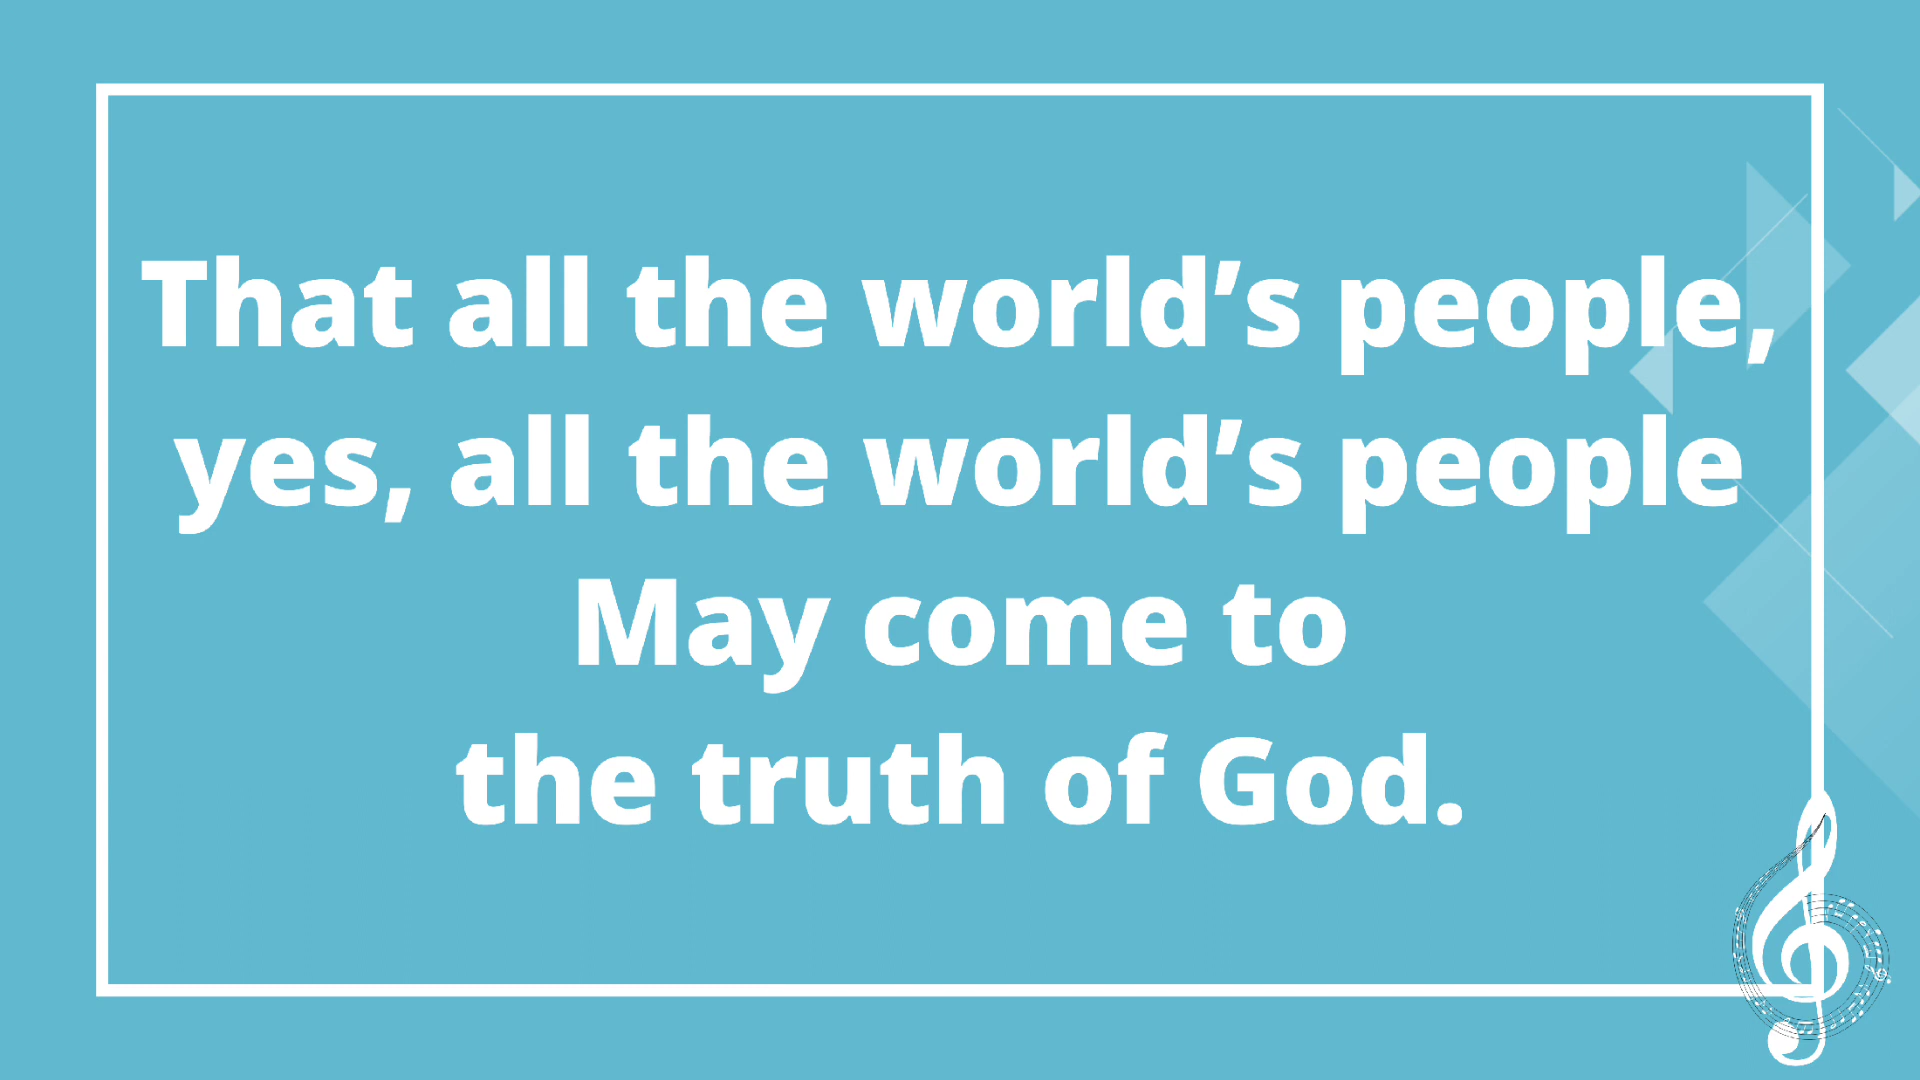 That all the world’s people,
yes, all the world’s people
May come to
the truth of God.